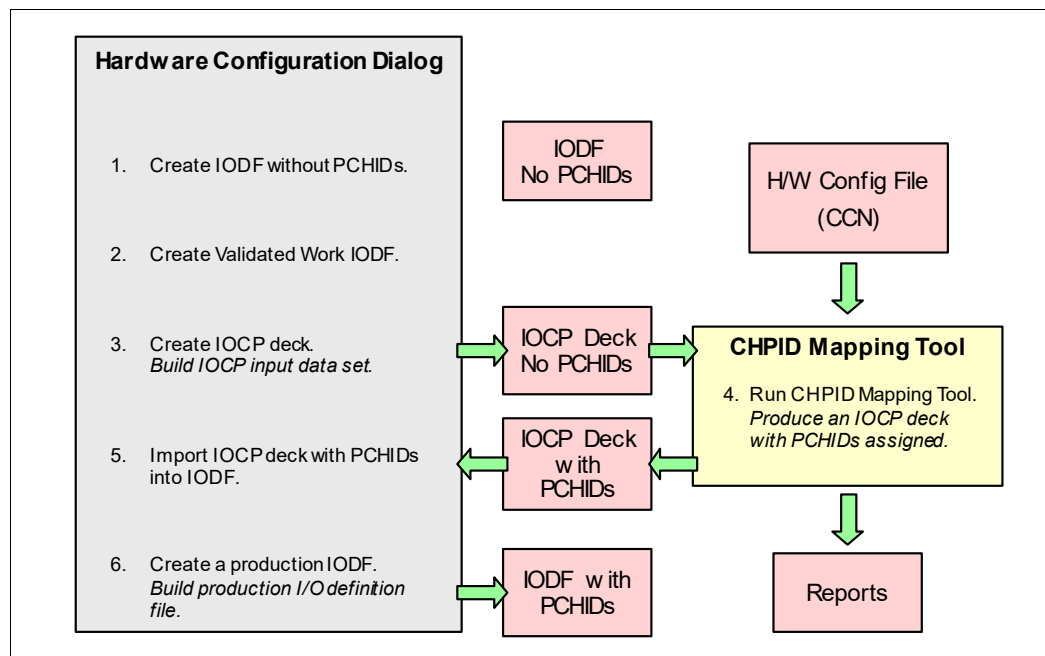 Hardware Configuration Dialog
1. Create IODF without PCHIDs.
2. Create Validated Work IODF.
3. Create IOCP deck.
Build IOCP input data set.
5. Import IOCP deck with PCHIDs
into IODF.
6. Create a production IODF.
Build production I/O definition
file.
IODF
No PCHIDs
IOCP Deck
No PCHIDs
IOCP Deck
with
PCHIDs
IODF with
PCHIDs
H/W Config File
(CCN)
CHPID Mapping Tool
4. Run CHPID Mapping Tool.
Produce an IOCP deck
with PCHIDs assigned.
Reports